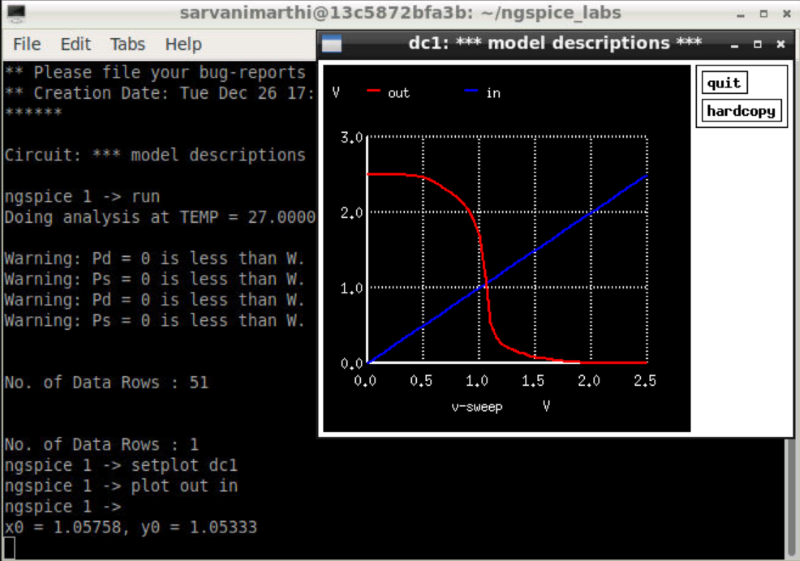 sarvanimarthi@13c5872bfa3b: ~/ngspice_labs
File Edit Tabs Help
** Please file your bug-reports
** Creation Date: Tue Dec 26 17:
******
Circuit: *** model descriptions
ngspice 1 -> run
Doing analysis at TEMP = 27.0000
Warning: Pd = 0 is less than W.
Warning: Ps = 0 is less than W.
Warning: Pd = 0 is less than W.
Warning: Ps = 0 is less than W.
No. of Data Rows : 51
No. of Data Rows : 1
ngspice 1 -> setplot dc1
ngspice 1 -> plot out in
ngspice 1 ->
x0 = 1.05758, y0 = 1.05333
dc1: *** model descriptions ***
V out in
3.0
2.0
1.0
0.0
0.0 0.5 1.0 1.5 2.0 2.5
v-sweep V
quit
hardcopy